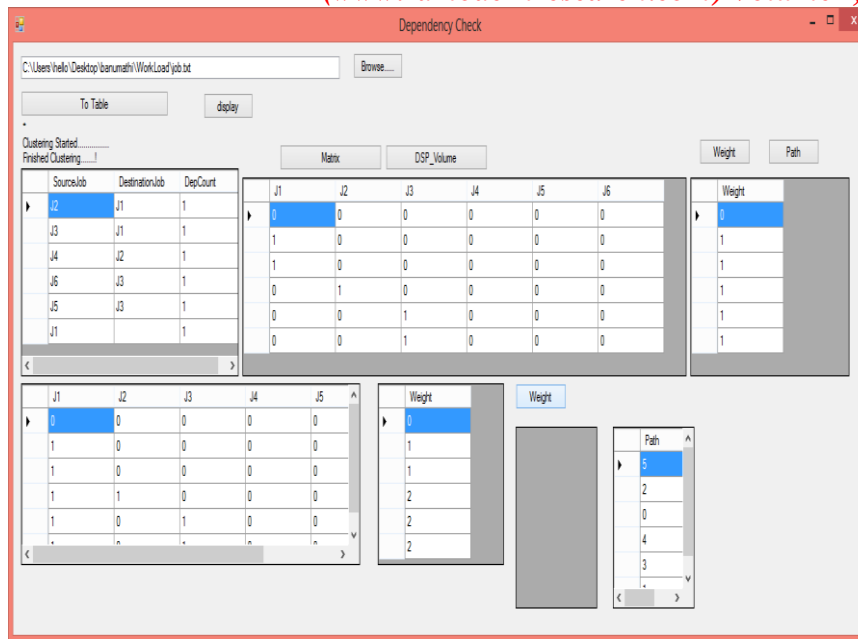 Dependency Check
C:\Users\hello\Desktop\banumathi\WorkLoad\job.txt
Browse.....
To Table
display
*
Clustering Started...............
Finished Clustering.......!
Matrix
DSP_Volume
Weight
Path
SourceJob DestinationJob DepCount
J2 J1 1
J3 J1 1
J4 J2 1
J6 J3 1
J5 J3 1
J1 1
J1 J2 J3 J4 J5 J6
0 0 0 0 0 0
1 0 0 0 0 0
1 0 0 0 0 0
0 1 0 0 0 0
0 0 1 0 0 0
0 0 1 0 0 0
Weight
0
1
1
1
1
1
J1 J2 J3 J4 J5
0 0 0 0 0
1 0 0 0 0
1 0 0 0 0
1 1 0 0 0
1 0 1 0 0
Weight
0
1
1
2
2
2
Weight
Path
5
2
0
4
3